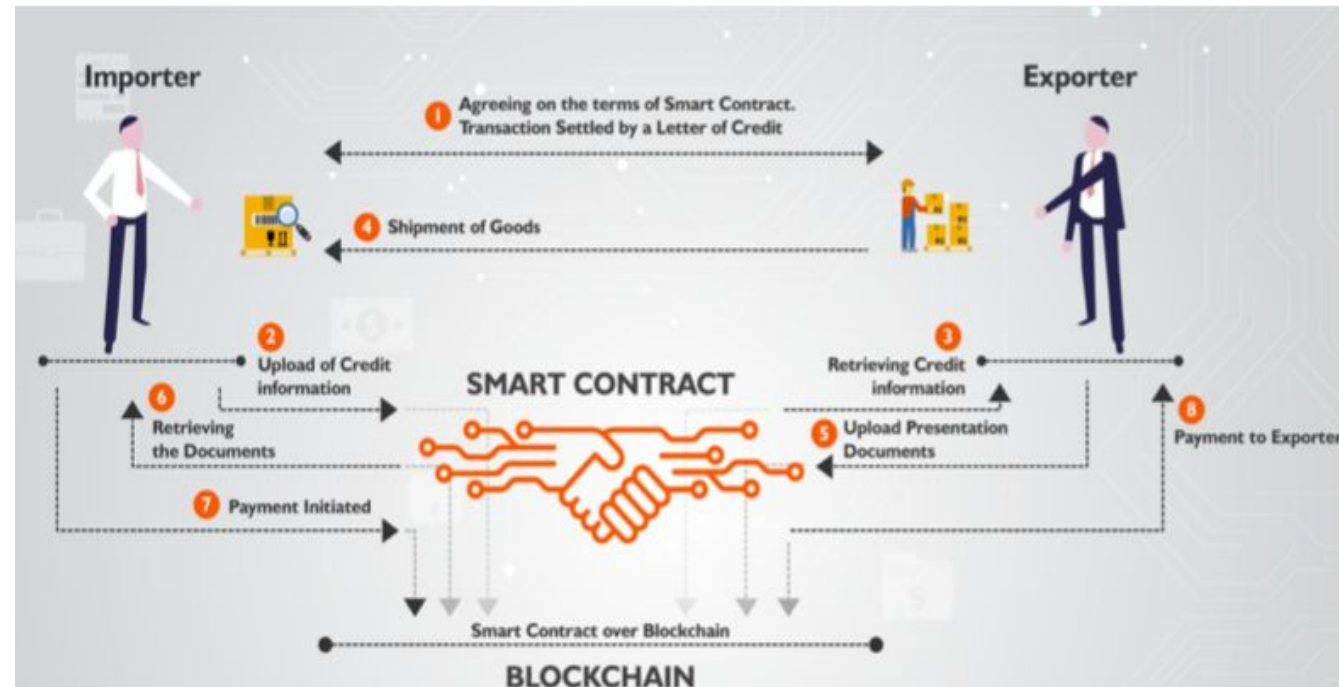 Importer
Exporter
1 Agreeing on the terms of Smart Contract.
Transaction Settled by a Letter of Credit
4 Shipment of Goods
2
Upload of Credit
information
3
Retrieving Credit
information
SMART CONTRACT
6
Retrieving
the Documents
5 Upload Presentation
Documents
8
Payment to Exporter
7 Payment Initiated
Smart Contract over Blockchain
BLOCKCHAIN